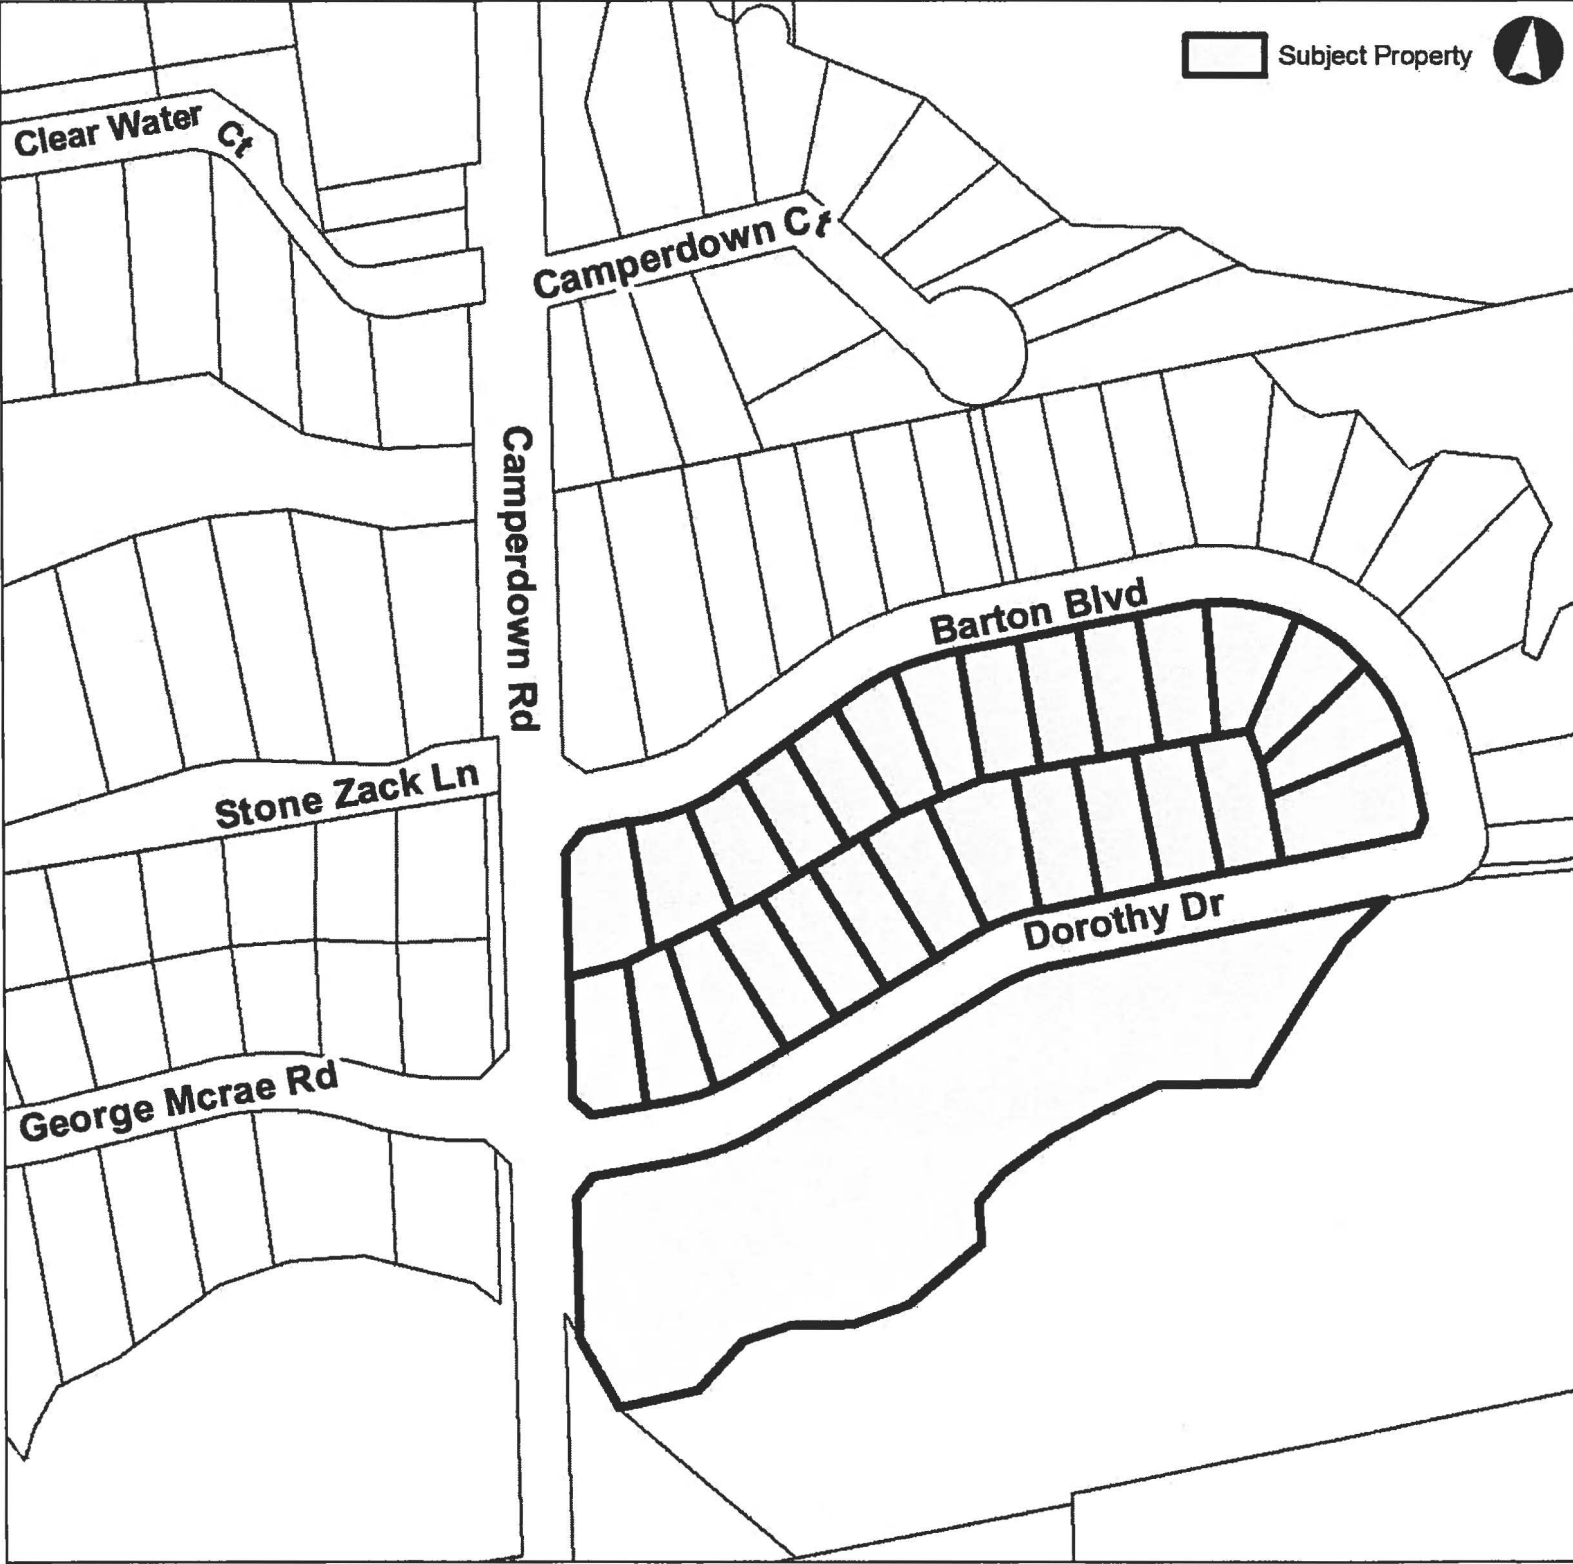 Subject Property
Clear Water Ct
Camperdown Ct
Camperdown Rd
Barton Blvd
Stone Zack Ln
Dorothy Dr
George Mcrae Rd